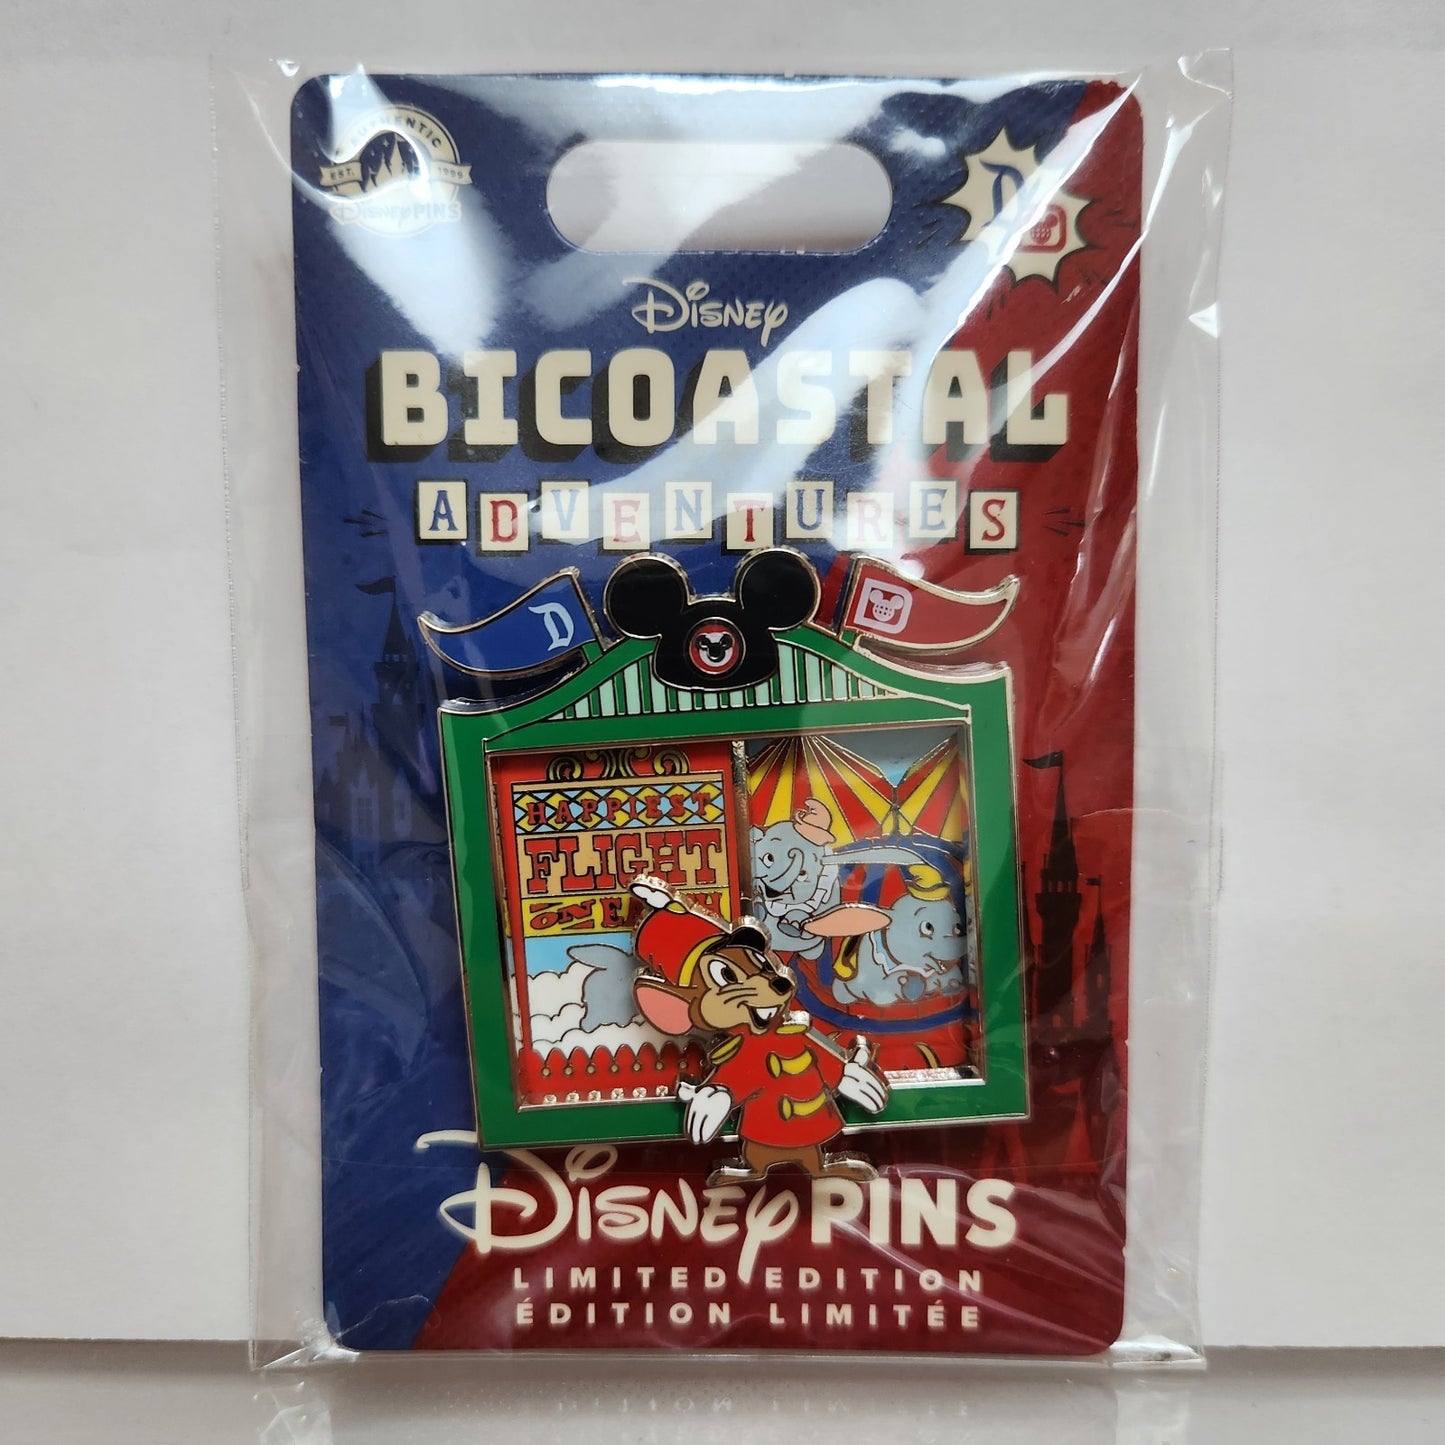 AUTHENTIC
EST. 1999
Disney PINS
D
Disney
BICOASTAL
ADVENTURES
D
HAPPIEST
FLIGHT
ON EARTH
Disney PINS
LIMITED EDITION
ÉDITION LIMITÉE